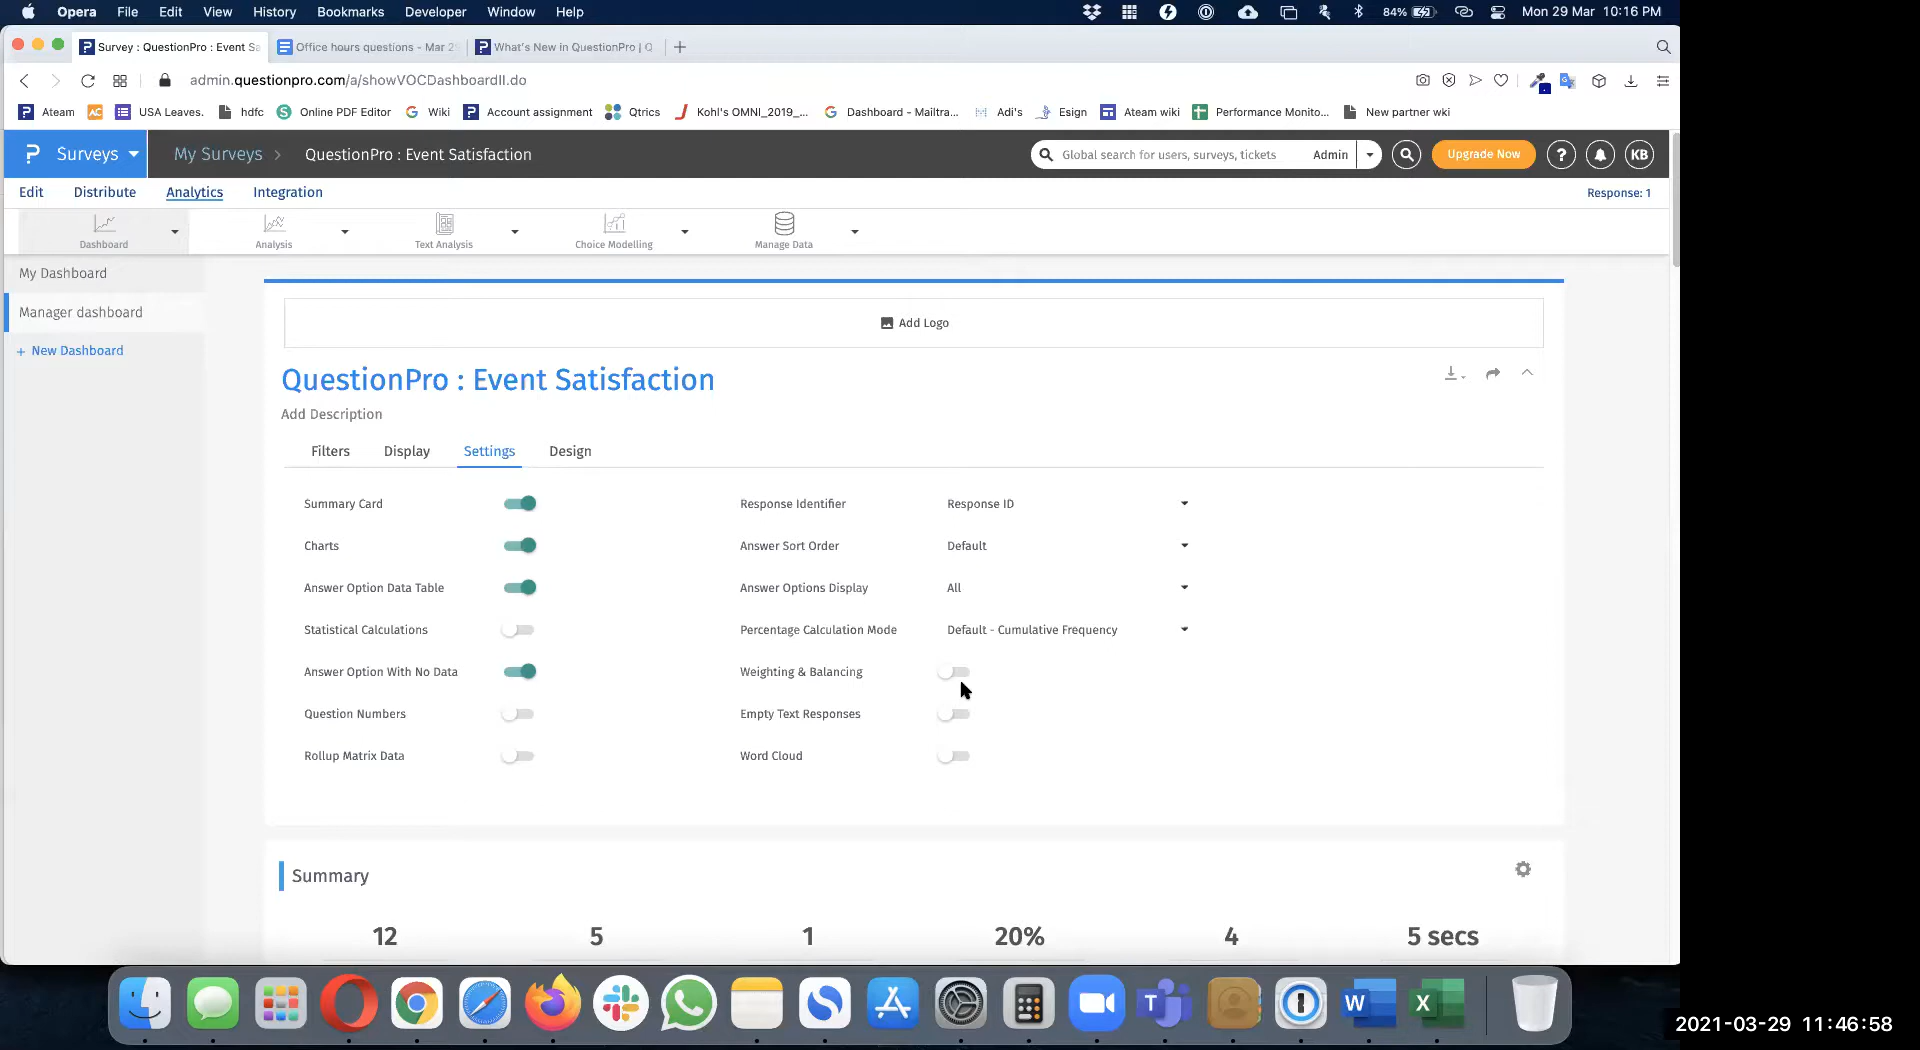 Opera File Edit View History Bookmarks Developer Window Help 84% Mon 29 Mar 10:16 PM
Survey : QuestionPro : Event Sa Office hours questions - Mar 2 What's New in QuestionPro | Q
admin.questionpro.com/a/showVOCDashboardII.do
Ateam USA Leaves. hdfc Online PDF Editor Wiki Account assignment Qtrics Kohl's OMNI_2019_... Dashboard - Mailtra... Adi's Esign Ateam wiki Performance Monito... New partner wki
Surveys My Surveys > QuestionPro : Event Satisfaction Global search for users, surveys, tickets Admin Upgrade Now ? KB
Edit Distribute Analytics Integration Response: 1
Dashboard Analysis Text Analysis Choice Modelling Manage Data
My Dashboard
Manager dashboard
+ New Dashboard
Add Logo
QuestionPro : Event Satisfaction
Add Description
Filters Display Settings Design
Summary Card Response Identifier Response ID
Charts Answer Sort Order Default
Answer Option Data Table Answer Options Display All
Statistical Calculations Percentage Calculation Mode Default - Cumulative Frequency
Answer Option With No Data Weighting & Balancing
Question Numbers Empty Text Responses
Rollup Matrix Data Word Cloud
Summary
12 5 1 20% 4 5 secs
2021-03-29 11:46:58